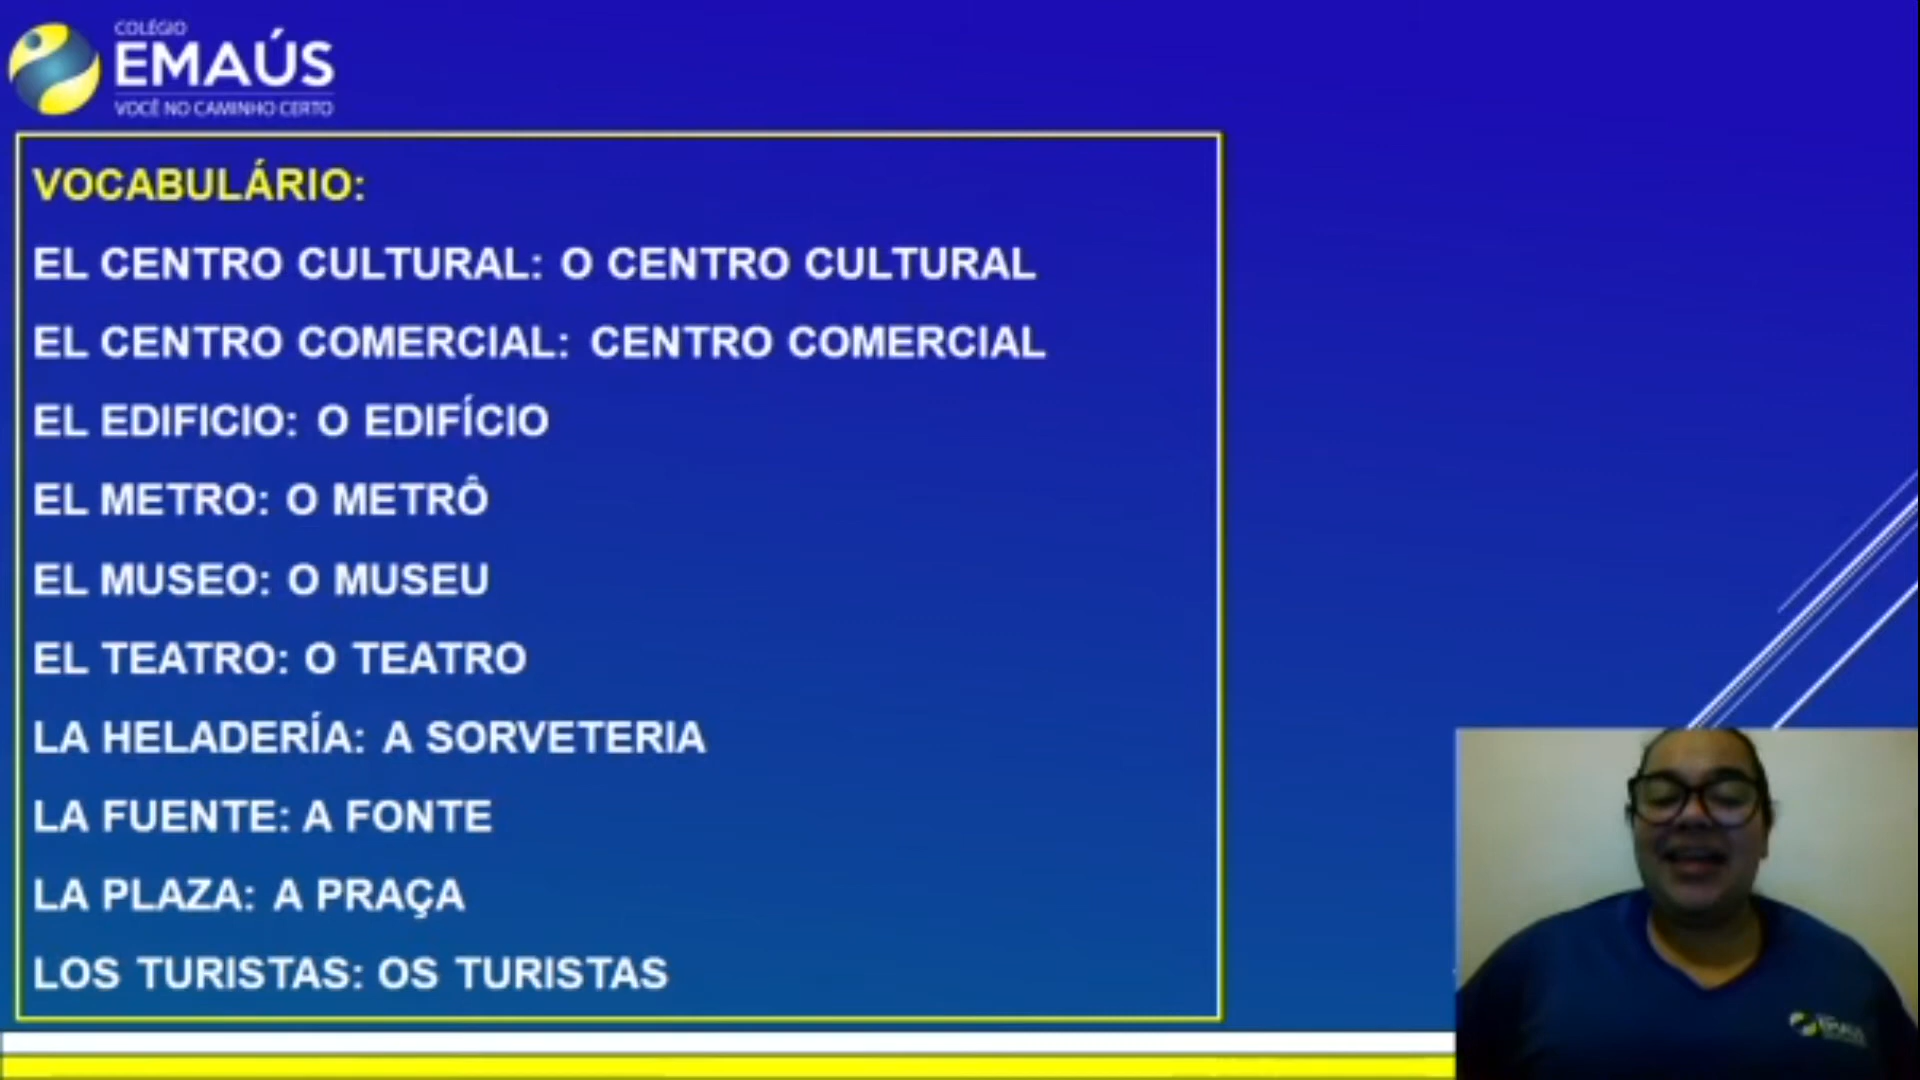 COLÉGIO
EMAÚS
VOCÊ NO CAMINHO CERTO
VOCABULÁRIO:
EL CENTRO CULTURAL: O CENTRO CULTURAL
EL CENTRO COMERCIAL: CENTRO COMERCIAL
EL EDIFICIO: O EDIFÍCIO
EL METRO: O METRÔ
EL MUSEO: O MUSEU
EL TEATRO: O TEATRO
LA HELADERÍA: A SORVETERIA
LA FUENTE: A FONTE
LA PLAZA: A PRAÇA
LOS TURISTAS: OS TURISTAS
EMAÚS